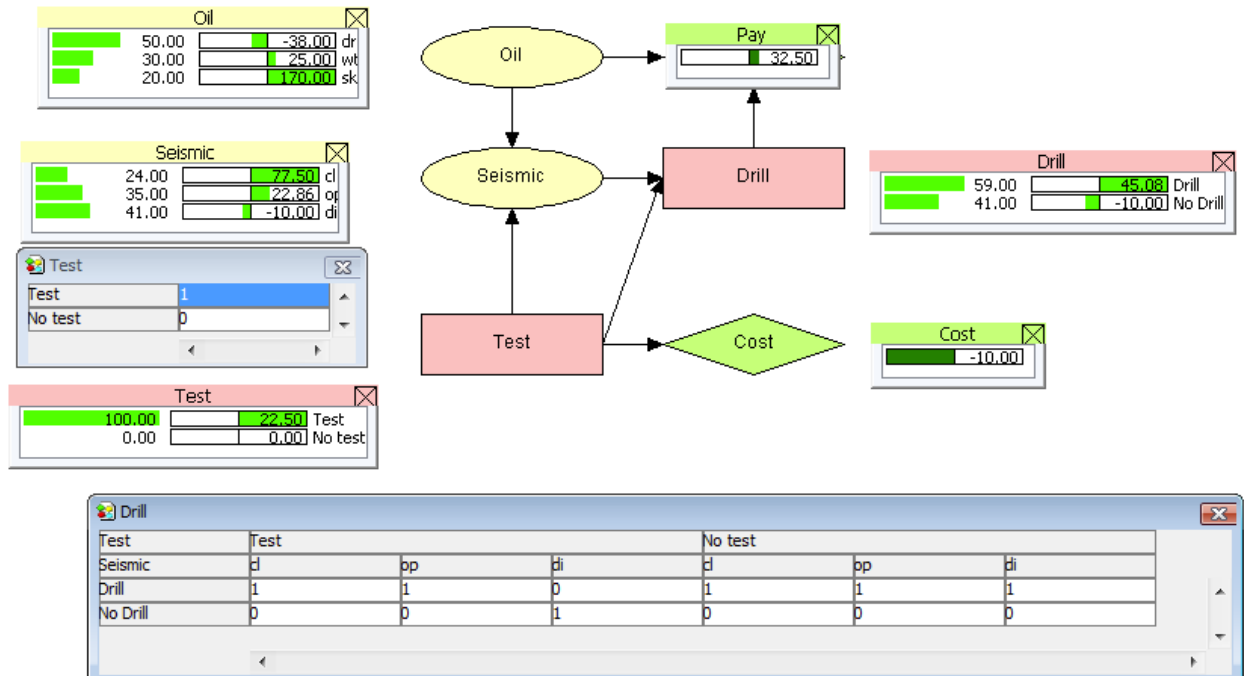 Oil
50.00 -38.00 dr
30.00 25.00 wt
20.00 170.00 sk
Oil
Pay
32.50
Seismic
24.00 77.50 cl
35.00 22.86 op
41.00 -10.00 di
Seismic
Drill
Drill
59.00 45.08 Drill
41.00 -10.00 No Drill
Test
Test 1
No test 0
Test
Cost
Cost
-10.00
Test
100.00 22.50 Test
0.00 0.00 No test
Drill
Test Test No test
Seismic cl op di cl op di
Drill 1 1 0 1 1 1
No Drill 0 0 1 0 0 0